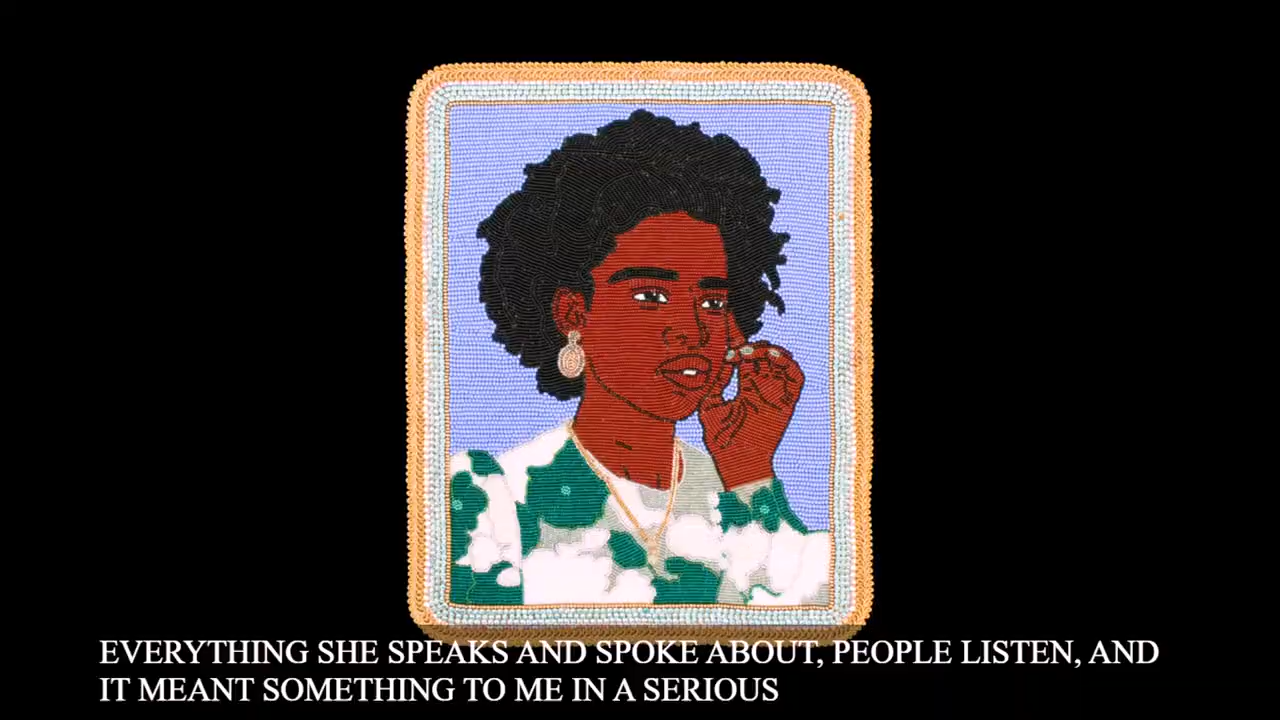 EVERYTHING SHE SPEAKS AND SPOKE ABOUT, PEOPLE LISTEN, AND
IT MEANT SOMETHING TO ME IN A SERIOUS